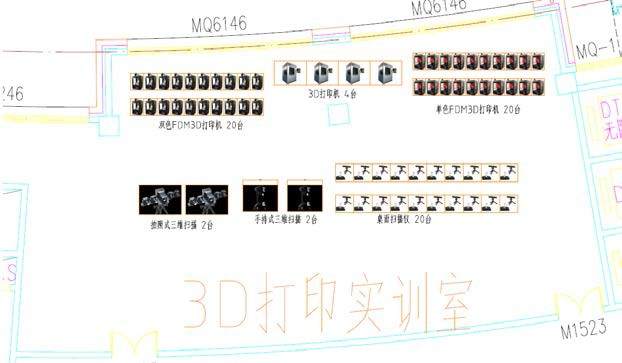 MQ6146
MQ6146
MQ-1
246
3D打印机 4台
双色FDM3D打印机 20台
单色FDM3D打印机 20台
DT
无障
拍照式三维扫描 2台
手持式三维扫描 2台
桌面扫描仪 20台
.S
3D打印实训室
M1523